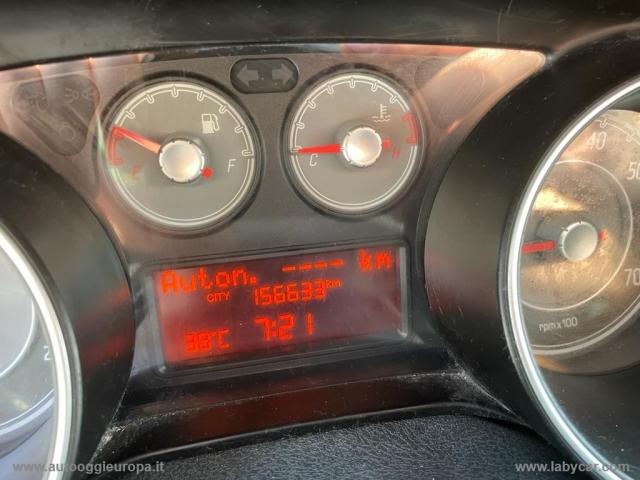 E F
C H
Auton. ---- km
CITY 156633 km
38°C 7:21
40
50
70
rpm x 100
2
www.autooggieuropa.it
www.labycar.com